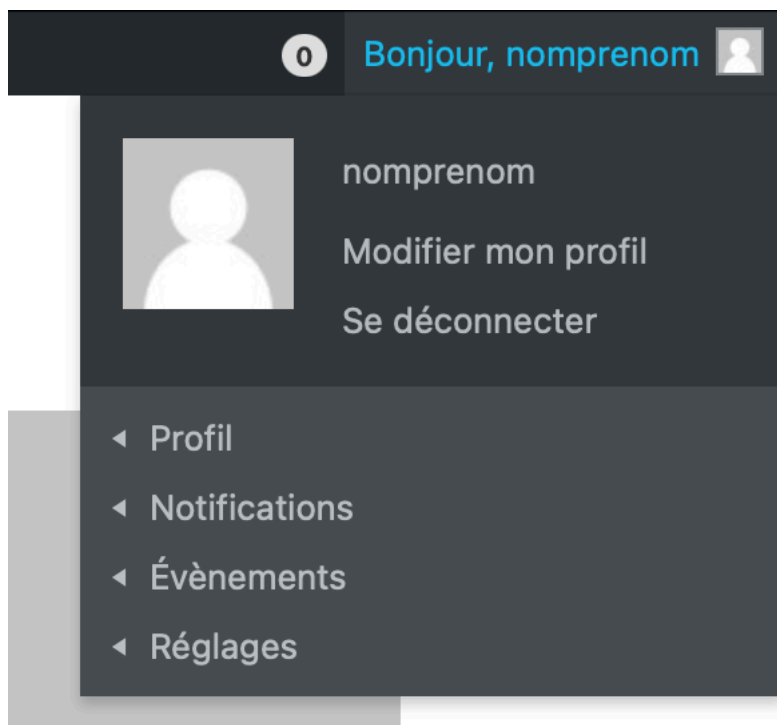 0 Bonjour, nomprenom
nomprenom
Modifier mon profil
Se déconnecter
Profil
Notifications
Évènements
Réglages